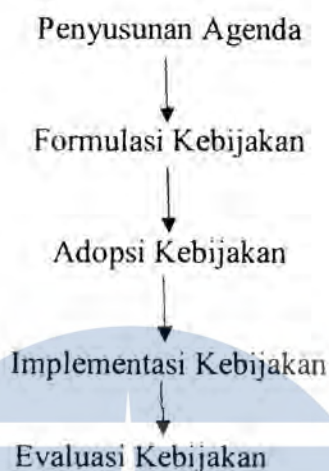 Penyusunan Agenda
Formulasi Kebijakan
Adopsi Kebijakan
Implementasi Kebijakan
Evaluasi Kebijakan